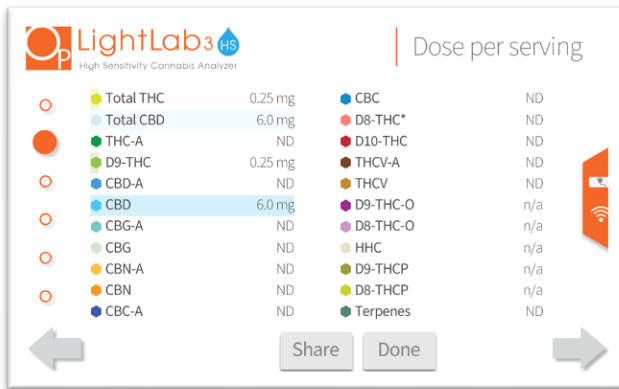 OP LightLab3 HS
High Sensitivity Cannabis Analyzer
Dose per serving
Total THC 0.25 mg
Total CBD 6.0 mg
THC-A ND
D9-THC 0.25 mg
CBD-A ND
CBD 6.0 mg
CBG-A ND
CBG ND
CBN-A ND
CBN ND
CBC-A ND
CBC ND
D8-THC* ND
D10-THC ND
THCV-A ND
THCV ND
D9-THC-O n/a
D8-THC-O n/a
HHC n/a
D9-THCP n/a
D8-THCP n/a
Terpenes ND
Share Done